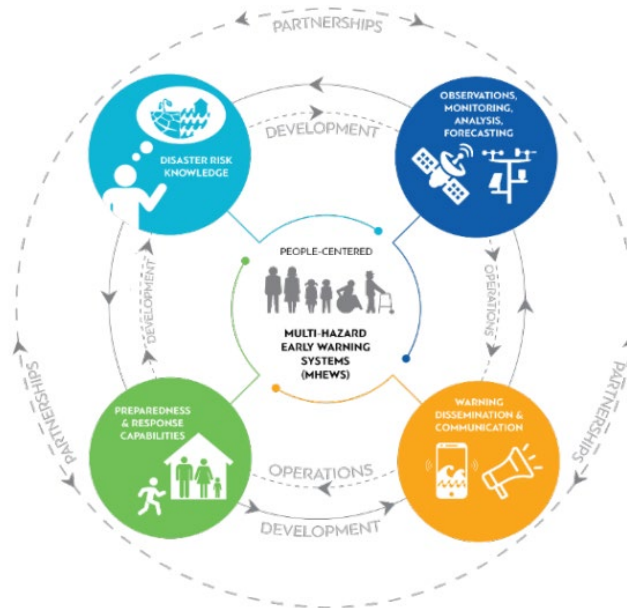 PARTNERSHIPS
OBSERVATIONS,
MONITORING,
ANALYSIS,
FORECASTING
DEVELOPMENT
DISASTER RISK
KNOWLEDGE
PEOPLE-CENTERED
DEVELOPMENT
OPERATIONS
MULTI-HAZARD
EARLY WARNING
SYSTEMS
(MHEWS)
PARTNERSHIPS
PARTNERSHIPS
PREPAREDNESS
& RESPONSE
CAPABILITIES
WARNING
DISSEMINATION &
COMMUNICATION
OPERATIONS
DEVELOPMENT